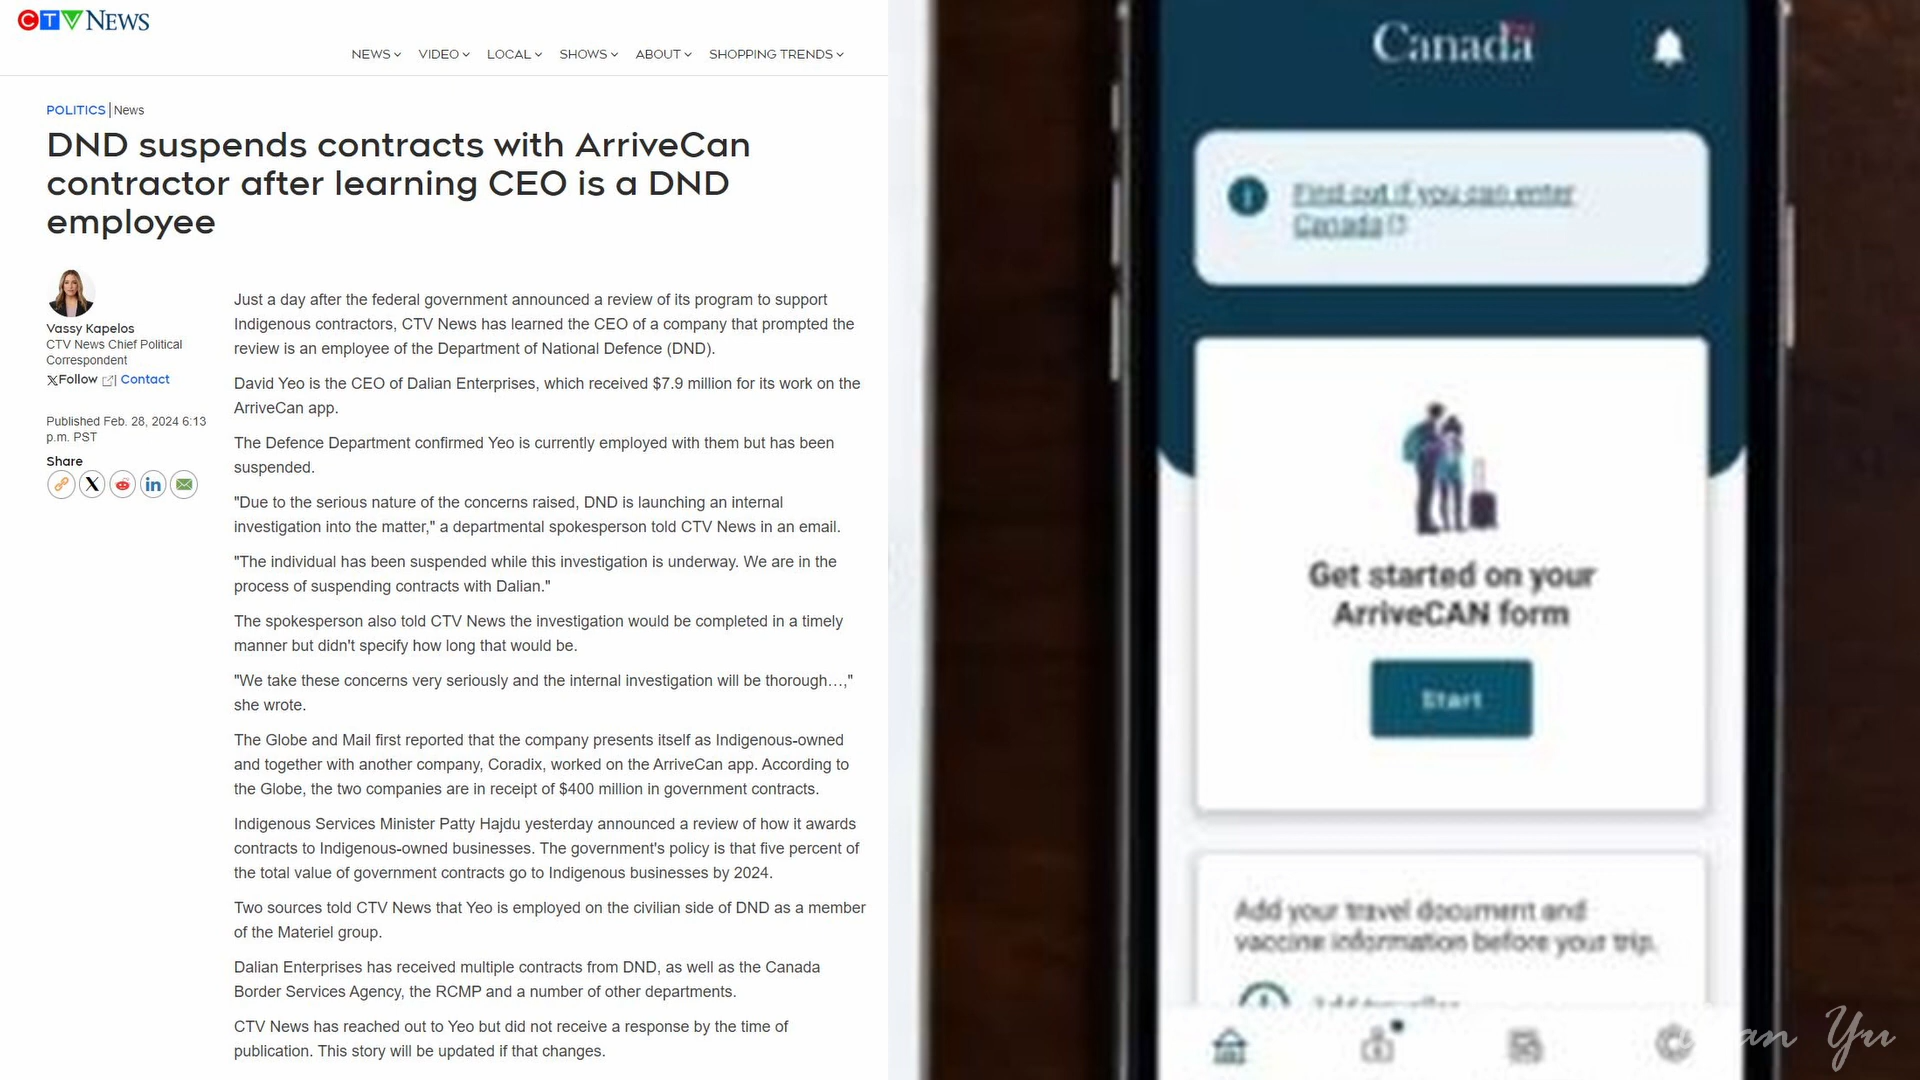 CTV NEWS
NEWS VIDEO LOCAL SHOWS ABOUT SHOPPING TRENDS
POLITICS | News
DND suspends contracts with ArriveCan
contractor after learning CEO is a DND
employee
Vassy Kapelos
CTV News Chief Political
Correspondent
Follow | Contact
Published Feb. 28, 2024 6:13
p.m. PST
Share
Just a day after the federal government announced a review of its program to support
Indigenous contractors, CTV News has learned the CEO of a company that prompted the
review is an employee of the Department of National Defence (DND).
David Yeo is the CEO of Dalian Enterprises, which received $7.9 million for its work on the
ArriveCan app.
The Defence Department confirmed Yeo is currently employed with them but has been
suspended.
"Due to the serious nature of the concerns raised, DND is launching an internal
investigation into the matter," a departmental spokesperson told CTV News in an email.
"The individual has been suspended while this investigation is underway. We are in the
process of suspending contracts with Dalian."
The spokesperson also told CTV News the investigation would be completed in a timely
manner but didn't specify how long that would be.
"We take these concerns very seriously and the internal investigation will be thorough…,"
she wrote.
The Globe and Mail first reported that the company presents itself as Indigenous-owned
and together with another company, Coradix, worked on the ArriveCan app. According to
the Globe, the two companies are in receipt of $400 million in government contracts.
Indigenous Services Minister Patty Hajdu yesterday announced a review of how it awards
contracts to Indigenous-owned businesses. The government's policy is that five percent of
the total value of government contracts go to Indigenous businesses by 2024.
Two sources told CTV News that Yeo is employed on the civilian side of DND as a member
of the Materiel group.
Dalian Enterprises has received multiple contracts from DND, as well as the Canada
Border Services Agency, the RCMP and a number of other departments.
CTV News has reached out to Yeo but did not receive a response by the time of
publication. This story will be updated if that changes.
Canada
Find out if you can enter
Canada
Get started on your
ArriveCAN form
Start
Add your travel document and
vaccine information before your trip.
Yu